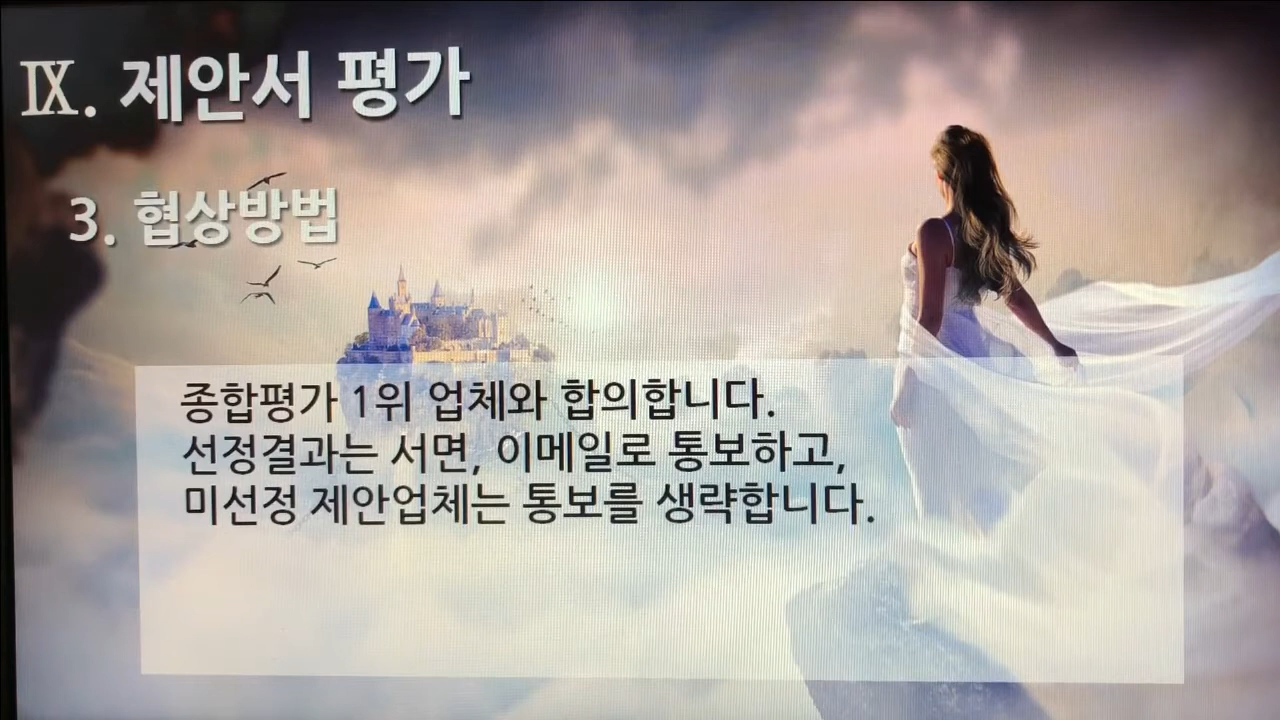 Ⅸ. 제안서 평가
3. 협상방법
종합평가 1위 업체와 합의합니다.
선정결과는 서면, 이메일로 통보하고,
미선정 제안업체는 통보를 생략합니다.